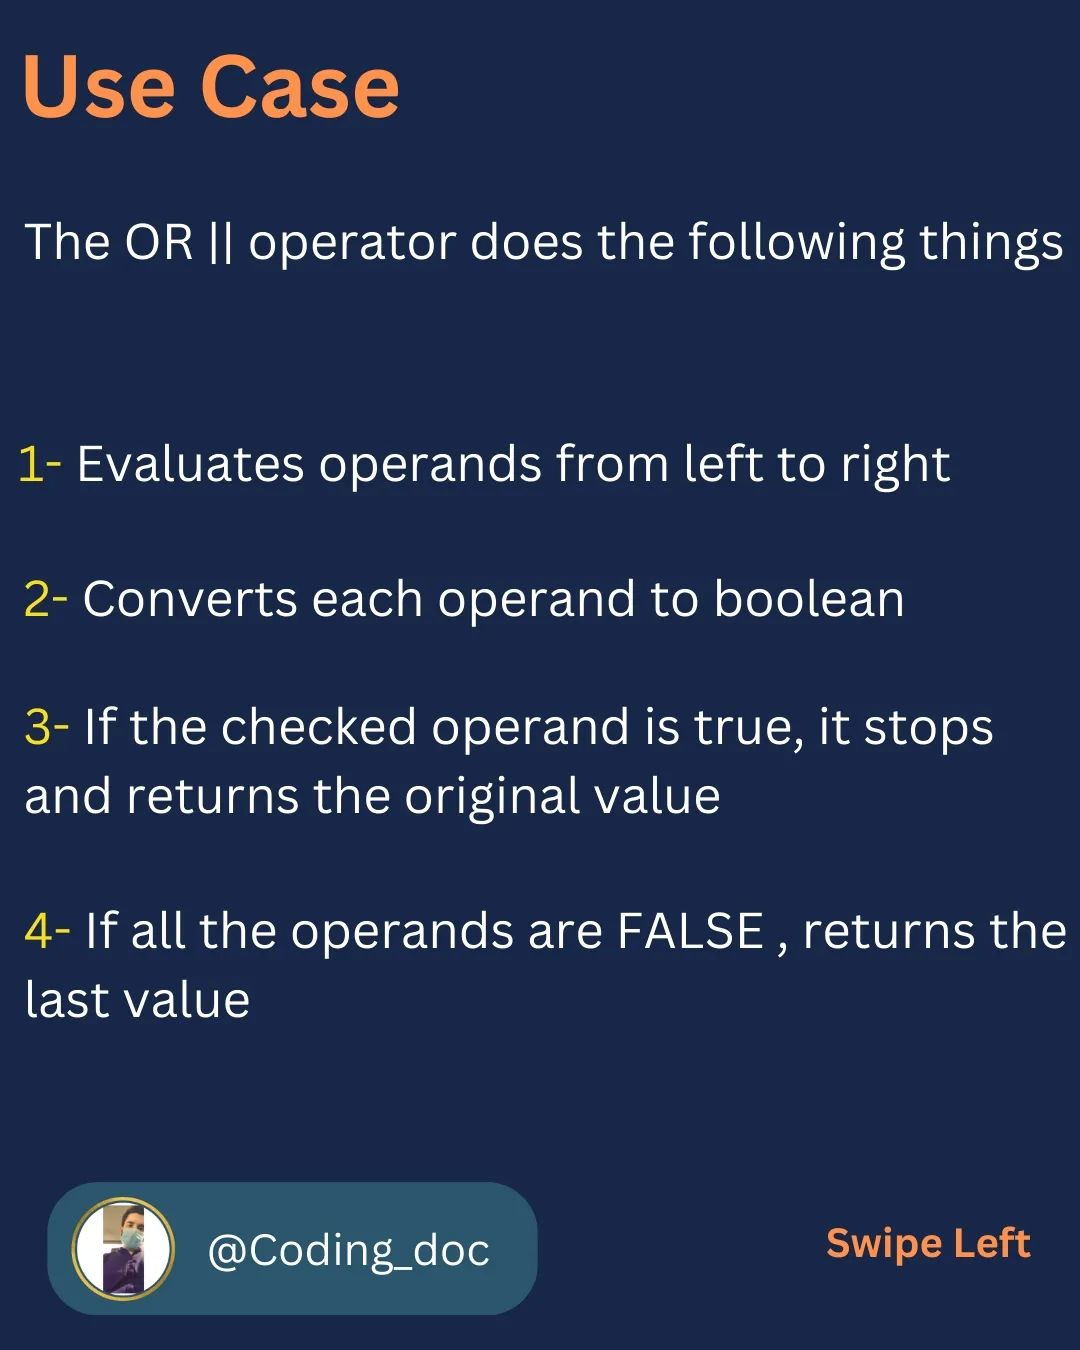 Use Case
The OR || operator does the following things
1- Evaluates operands from left to right
2- Converts each operand to boolean
3- If the checked operand is true, it stops
and returns the original value
4- If all the operands are FALSE , returns the
last value
@Coding_doc
Swipe Left